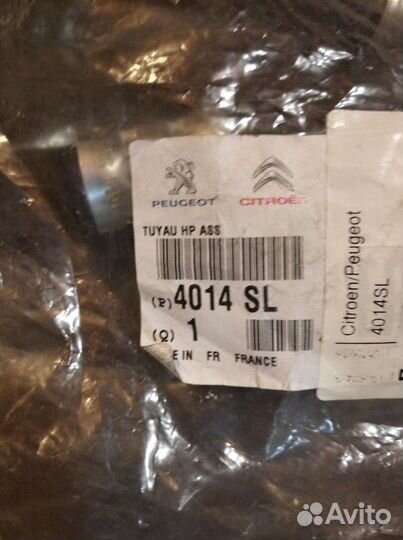 PEUGEOT CITROËN
TUYAU HP ASS
(P) 4014 SL
(Q) 1
E IN FR FRANCE
Citroen/Peugeot
4014SL
Avito